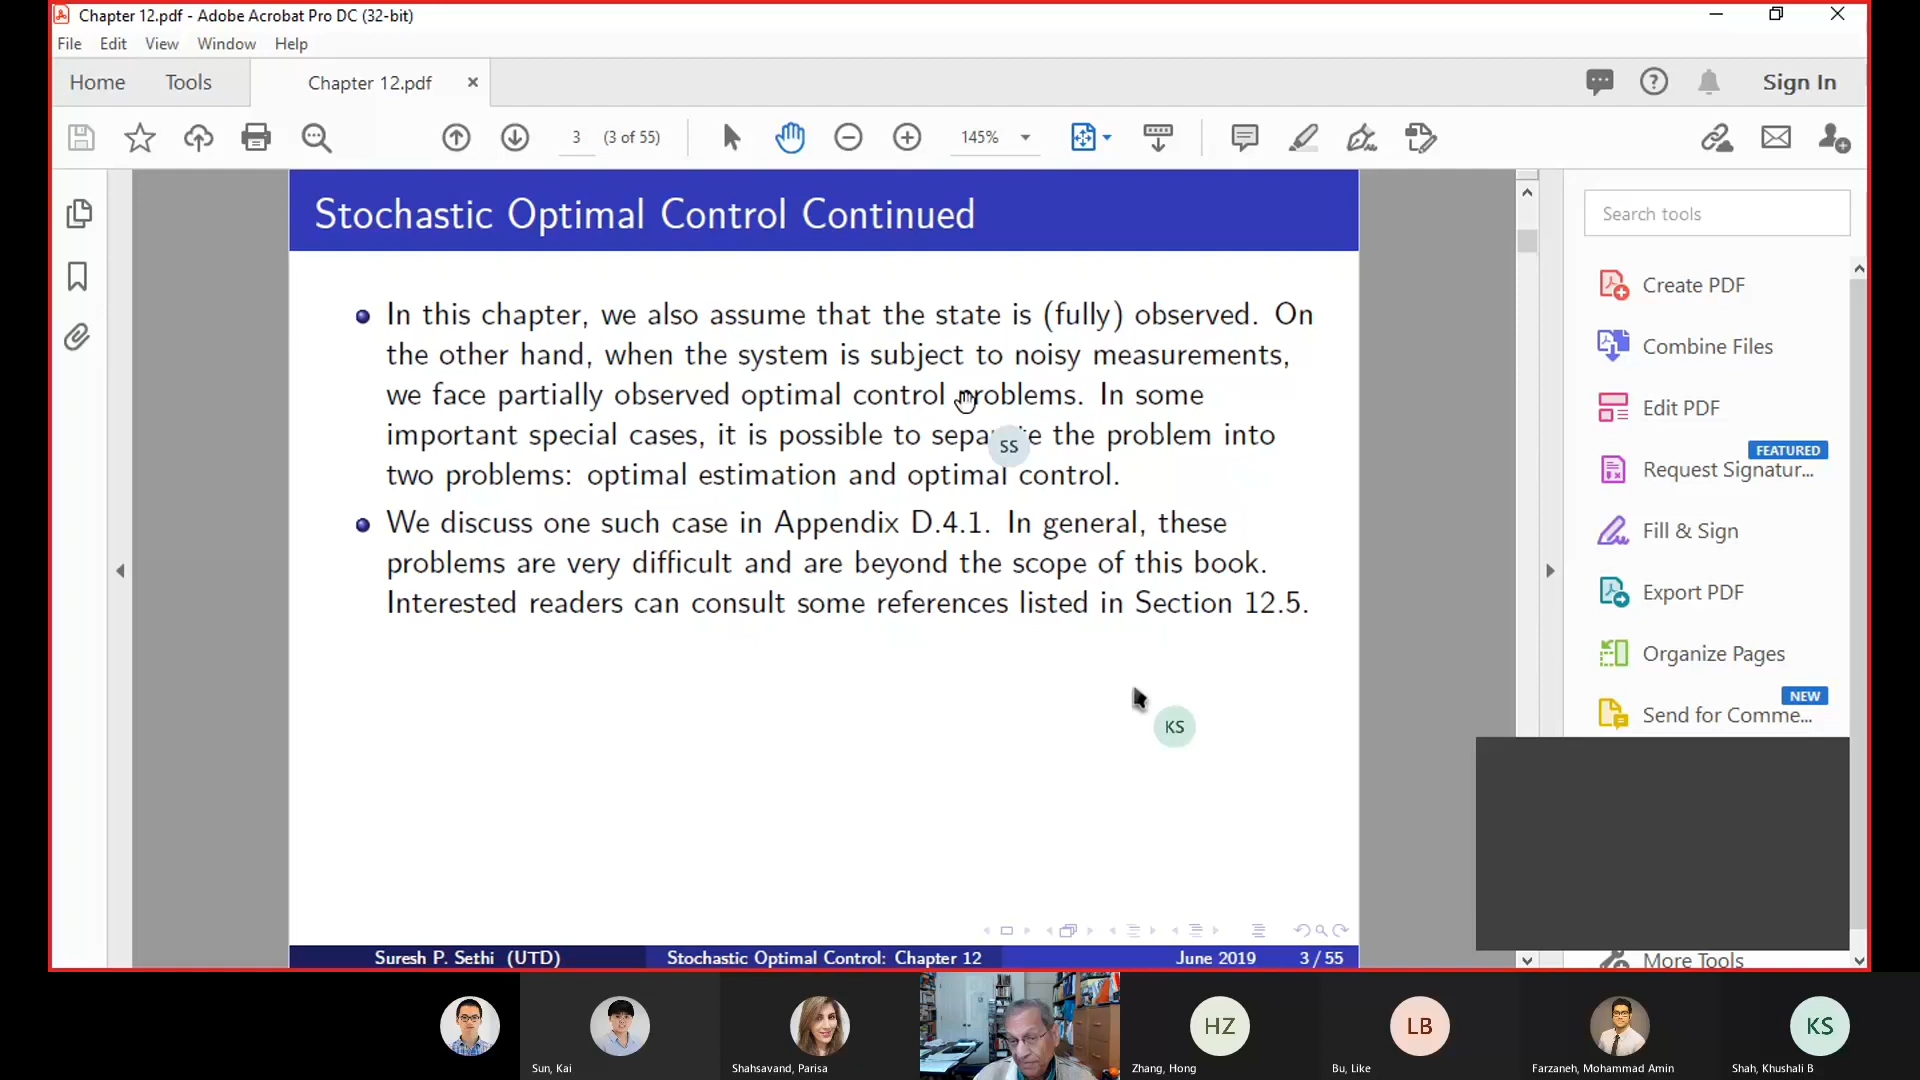 Chapter 12.pdf - Adobe Acrobat Pro DC (32-bit)
File Edit View Window Help
Home Tools Chapter 12.pdf × Sign In
3 (3 of 55) 145%
Stochastic Optimal Control Continued
In this chapter, we also assume that the state is (fully) observed. On
the other hand, when the system is subject to noisy measurements,
we face partially observed optimal control problems. In some
important special cases, it is possible to separate the problem into
two problems: optimal estimation and optimal control.
We discuss one such case in Appendix D.4.1. In general, these
problems are very difficult and are beyond the scope of this book.
Interested readers can consult some references listed in Section 12.5.
SS
KS
Suresh P. Sethi (UTD) Stochastic Optimal Control: Chapter 12 June 2019 3 / 55
Search tools
Create PDF
Combine Files
Edit PDF
FEATURED
Request Signatur...
Fill & Sign
Export PDF
Organize Pages
NEW
Send for Comme...
More Tools
HZ LB KS
Sun, Kai Shahsavand, Parisa Zhang, Hong Bu, Like Farzaneh, Mohammad Amin Shah, Khushali B